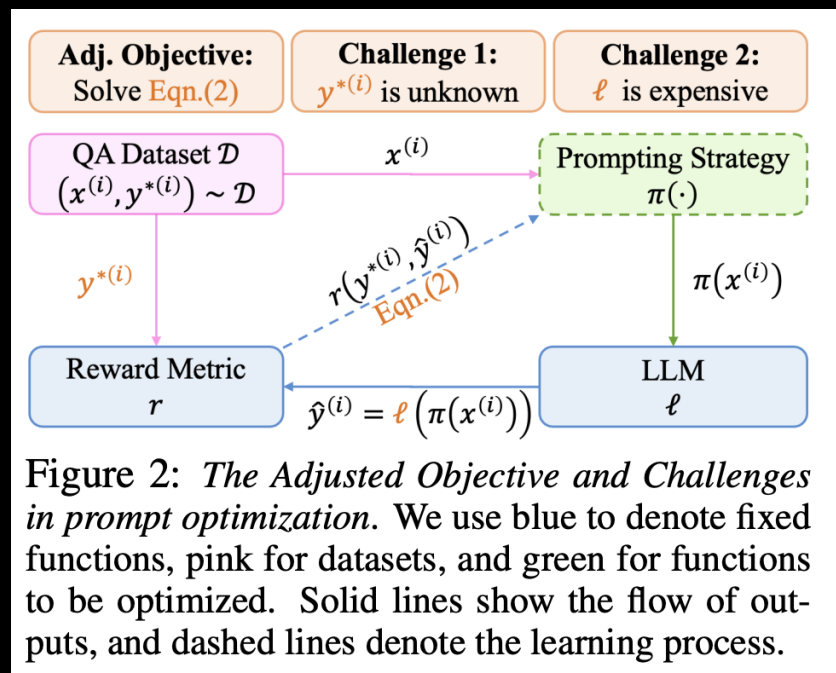 Adj. Objective:
Solve Eqn.(2)
Challenge 1:
y*⁽ⁱ⁾ is unknown
Challenge 2:
ℓ is expensive
QA Dataset 𝒟
(x⁽ⁱ⁾, y*⁽ⁱ⁾) ~ 𝒟
x⁽ⁱ⁾
Prompting Strategy
π(·)
y*⁽ⁱ⁾
r(y*⁽ⁱ⁾, ŷ⁽ⁱ⁾)
Eqn.(2)
π(x⁽ⁱ⁾)
Reward Metric
r
ŷ⁽ⁱ⁾ = ℓ(π(x⁽ⁱ⁾))
LLM
ℓ
Figure 2: The Adjusted Objective and Challenges
in prompt optimization. We use blue to denote fixed
functions, pink for datasets, and green for functions
to be optimized. Solid lines show the flow of out-
puts, and dashed lines denote the learning process.